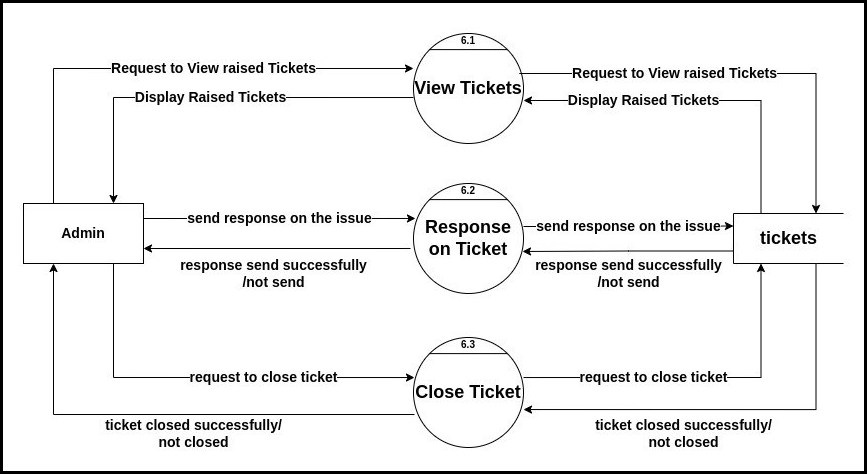 6.1
Request to View raised Tickets
View Tickets
Request to View raised Tickets
Display Raised Tickets
Display Raised Tickets
6.2
send response on the issue
Response
on Ticket
send response on the issue
Admin
tickets
response send successfully
/not send
response send successfully
/not send
6.3
request to close ticket
Close Ticket
request to close ticket
ticket closed successfully/
not closed
ticket closed successfully/
not closed